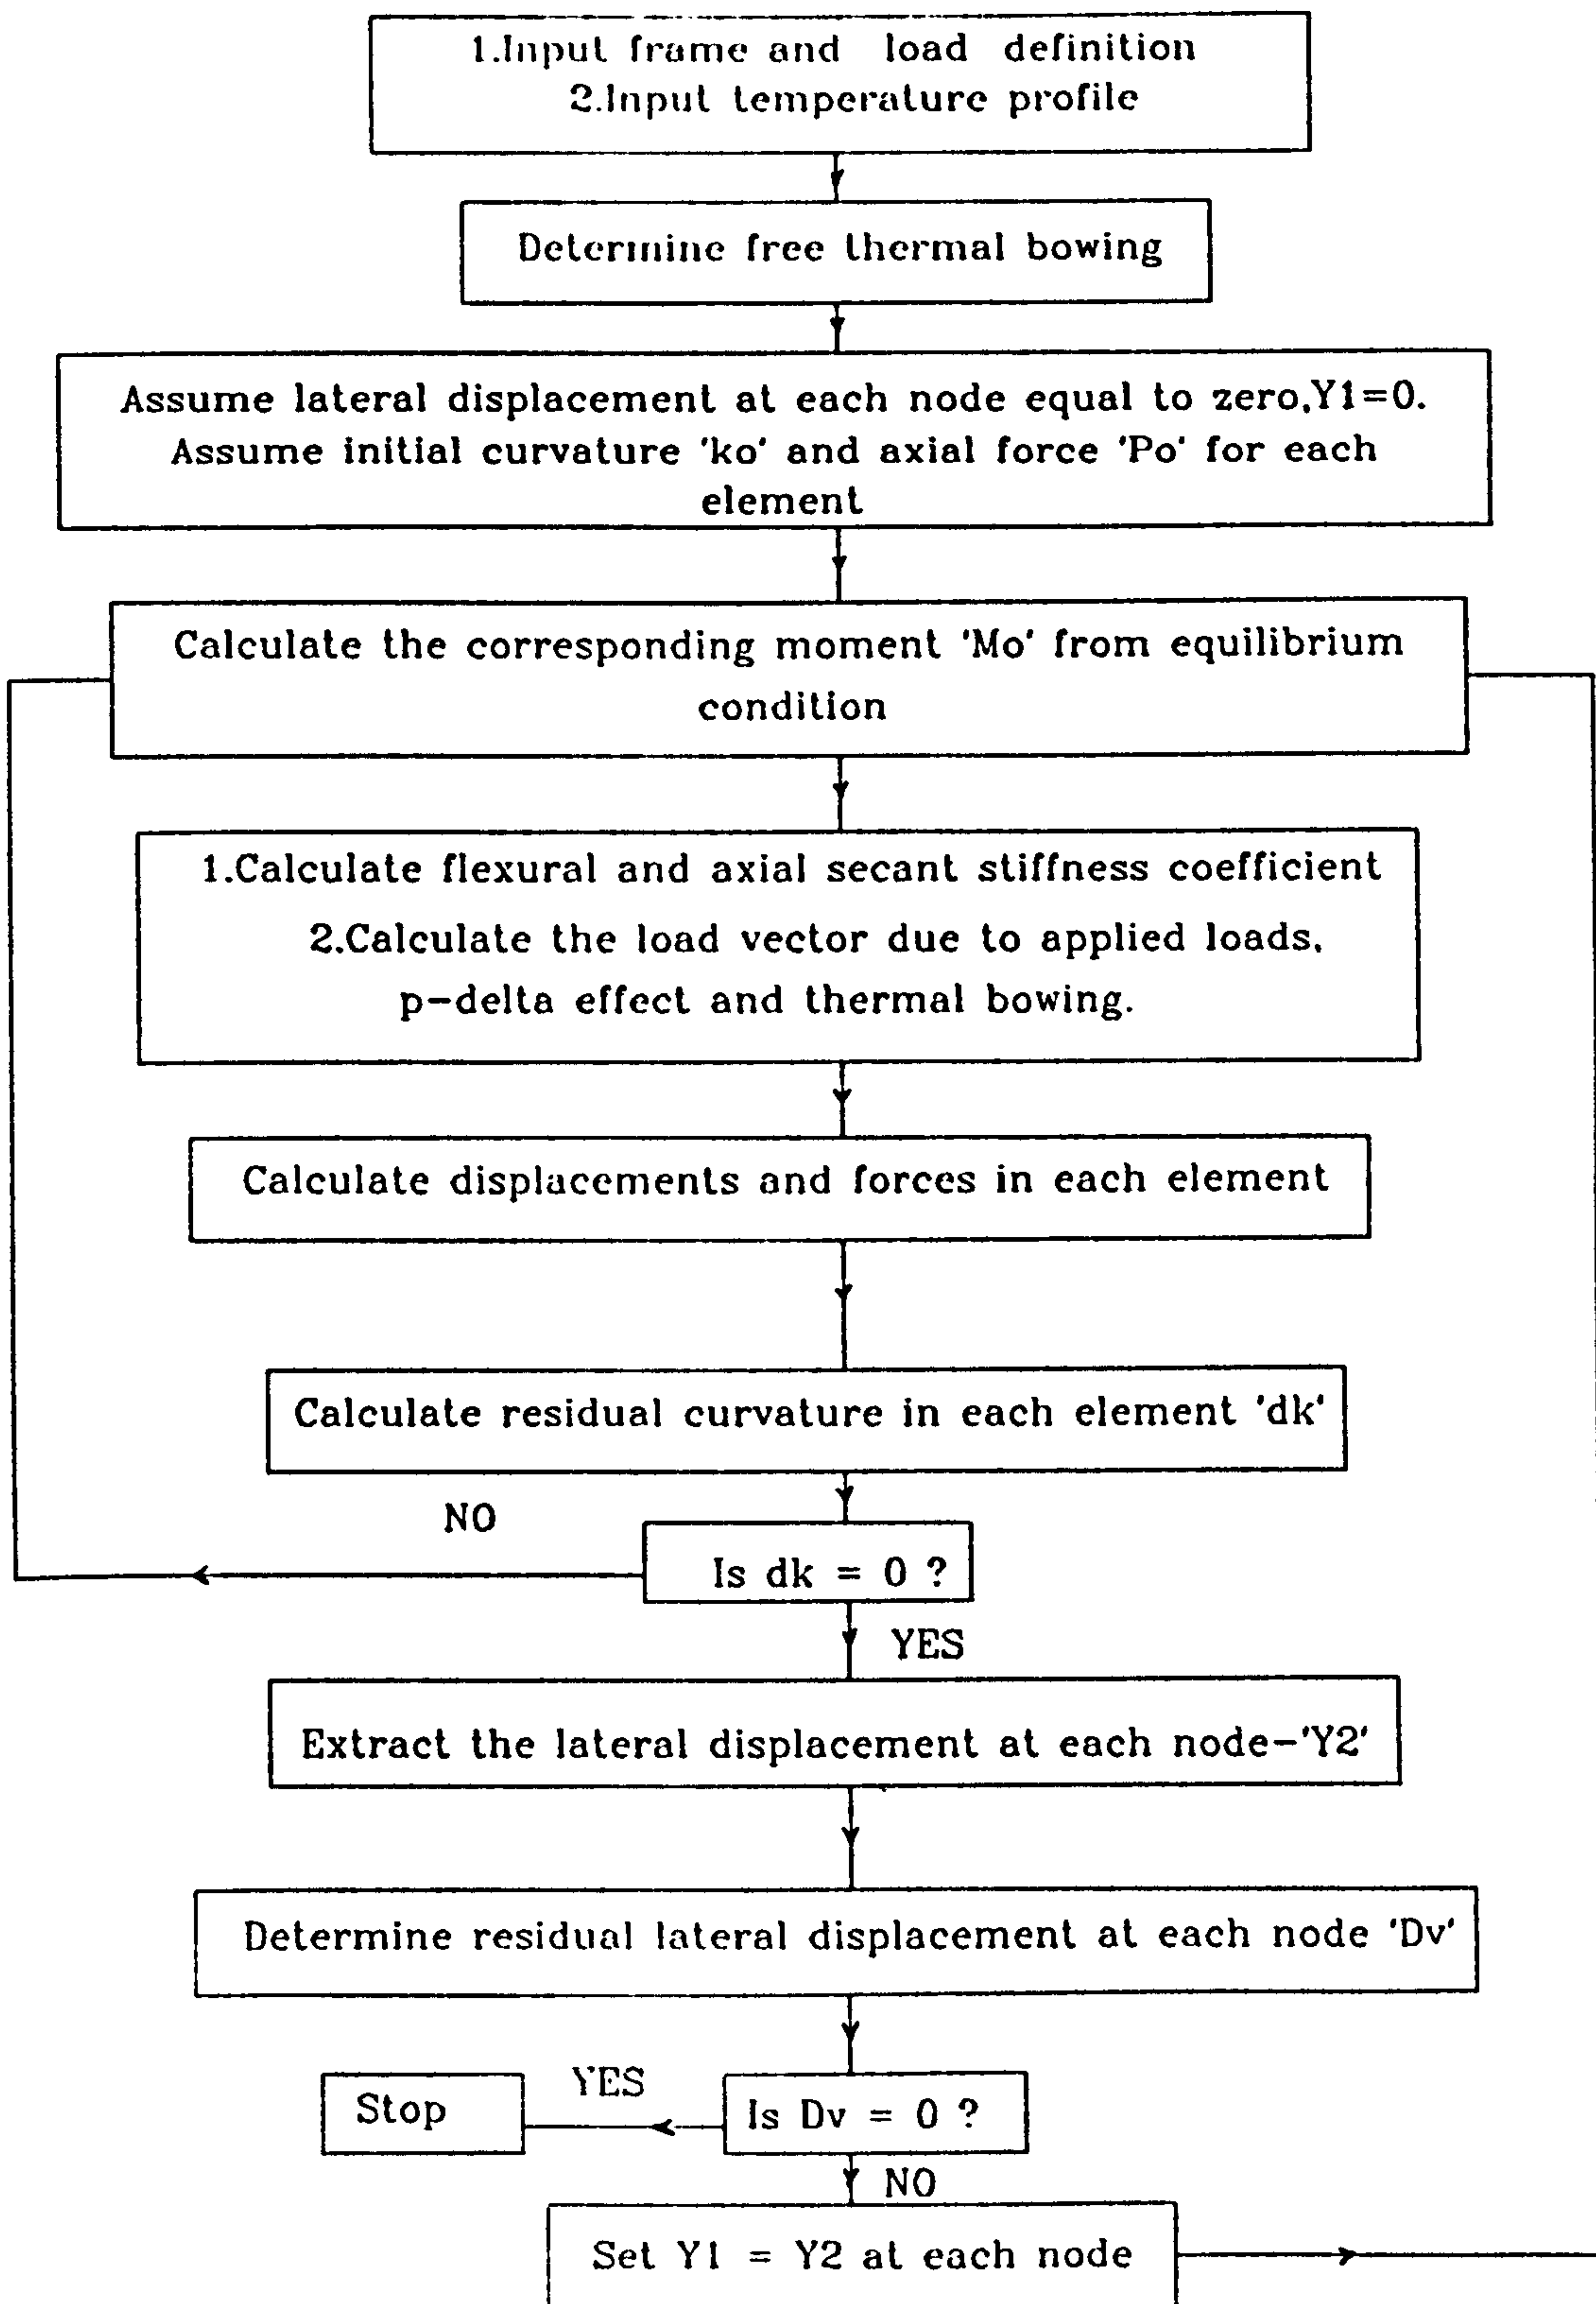 1.Input frame and load definition
2.Input temperature profile
Determine free thermal bowing
Assume lateral displacement at each node equal to zero,Y1=0.
Assume initial curvature 'ko' and axial force 'Po' for each
element
Calculate the corresponding moment 'Mo' from equilibrium
condition
1.Calculate flexural and axial secant stiffness coefficient
2.Calculate the load vector due to applied loads,
p-delta effect and thermal bowing.
Calculate displacements and forces in each element
Calculate residual curvature in each element 'dk'
NO
Is dk = 0 ?
YES
Extract the lateral displacement at each node-'Y2'
Determine residual lateral displacement at each node 'Dv'
Stop
YES
Is Dv = 0 ?
NO
Set Y1 = Y2 at each node